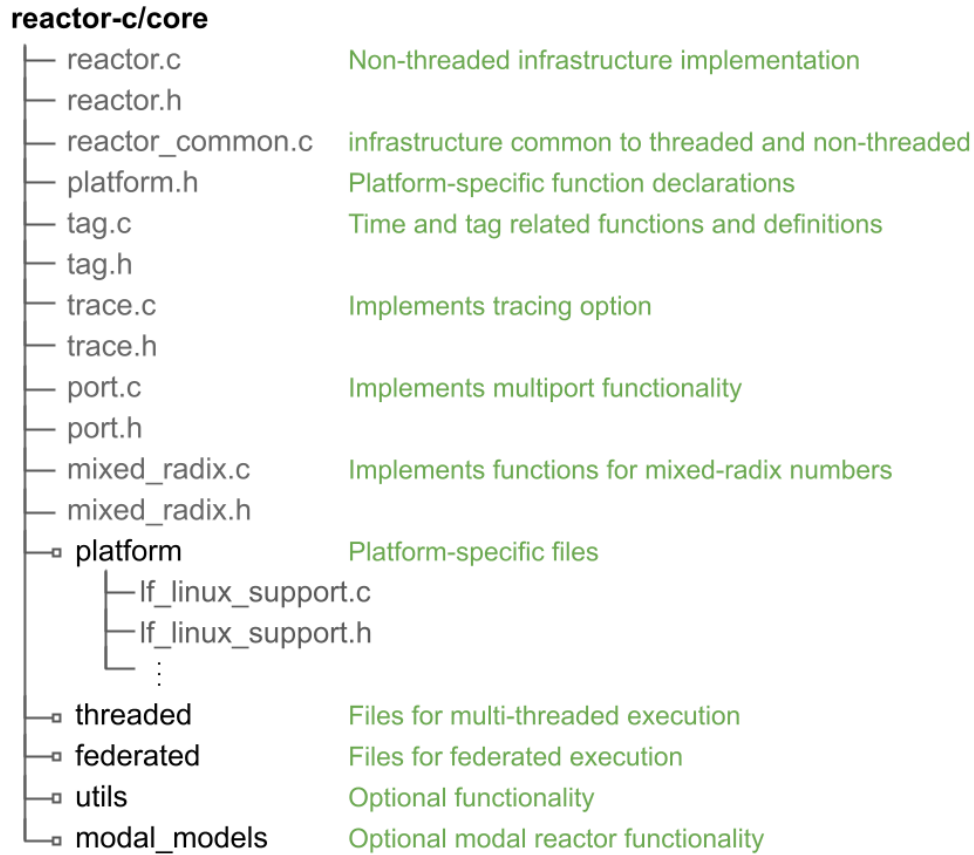 reactor-c/core
reactor.c Non-threaded infrastructure implementation
reactor.h
reactor_common.c infrastructure common to threaded and non-threaded
platform.h Platform-specific function declarations
tag.c Time and tag related functions and definitions
tag.h
trace.c Implements tracing option
trace.h
port.c Implements multiport functionality
port.h
mixed_radix.c Implements functions for mixed-radix numbers
mixed_radix.h
platform Platform-specific files
lf_linux_support.c
lf_linux_support.h
⋮
threaded Files for multi-threaded execution
federated Files for federated execution
utils Optional functionality
modal_models Optional modal reactor functionality